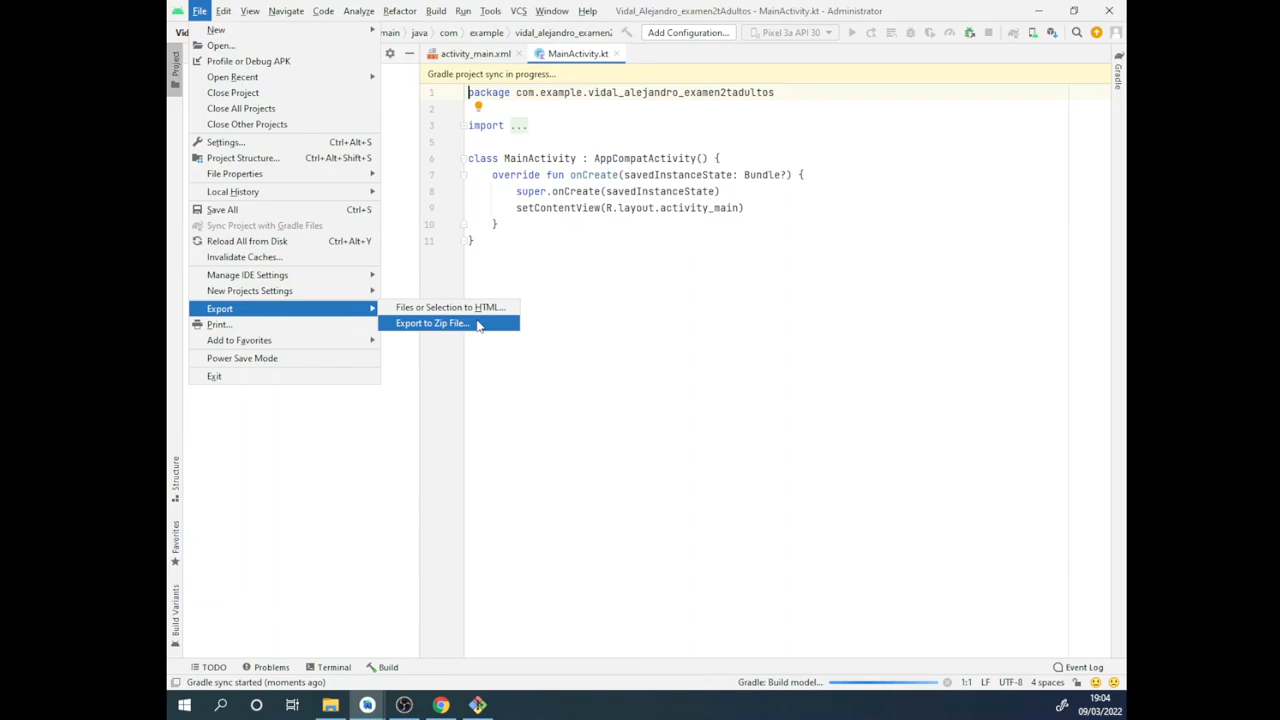 File Edit View Navigate Code Analyze Refactor Build Run Tools VCS Window Help Vidal_Alejandro_examen2tAdultos - MainActivity.kt - Administrator
main java com example vidal_alejandro_examen2 Add Configuration... Pixel 3a API 30
New
Open...
Profile or Debug APK
Open Recent
Close Project
Close All Projects
Close Other Projects
Settings... Ctrl+Alt+S
Project Structure... Ctrl+Alt+Shift+S
File Properties
Local History
Save All Ctrl+S
Sync Project with Gradle Files
Reload All from Disk Ctrl+Alt+Y
Invalidate Caches...
Manage IDE Settings
New Projects Settings
Export
Print...
Add to Favorites
Power Save Mode
Exit
Files or Selection to HTML...
Export to Zip File...
activity_main.xml MainActivity.kt
Gradle project sync in progress...
1 package com.example.vidal_alejandro_examen2tadultos
2
3 import ...
5
6 class MainActivity : AppCompatActivity() {
7 override fun onCreate(savedInstanceState: Bundle?) {
8 super.onCreate(savedInstanceState)
9 setContentView(R.layout.activity_main)
10 }
11 }
Project
Structure
Favorites
Build Variants
Gradle
TODO Problems Terminal Build Event Log
Gradle sync started (moments ago) Gradle: Build model... 1:1 LF UTF-8 4 spaces
19:04
09/03/2022